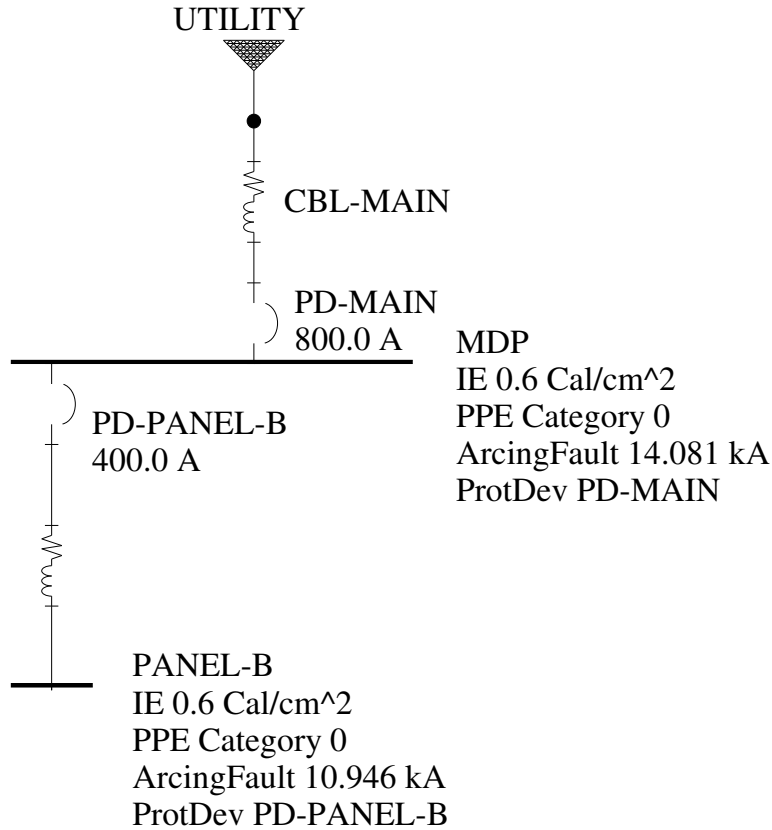 UTILITY
CBL-MAIN
PD-MAIN
800.0 A
MDP
IE 0.6 Cal/cm^2
PPE Category 0
ArcingFault 14.081 kA
ProtDev PD-MAIN
PD-PANEL-B
400.0 A
PANEL-B
IE 0.6 Cal/cm^2
PPE Category 0
ArcingFault 10.946 kA
ProtDev PD-PANEL-B